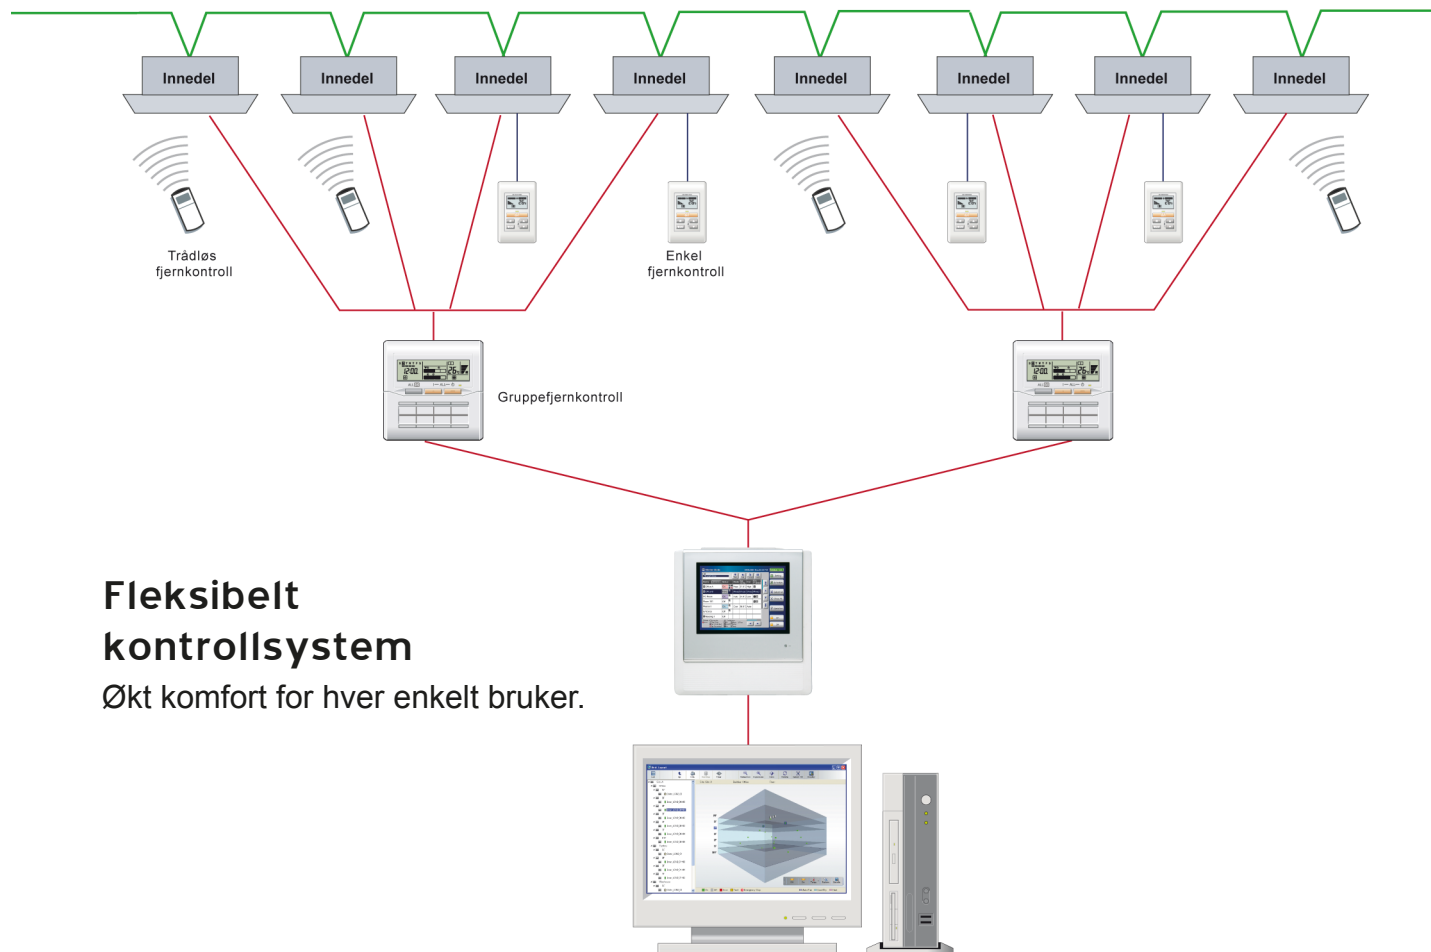 Innedel Innedel Innedel Innedel Innedel Innedel Innedel Innedel
Trådløs
fjernkontroll
Enkel
fjernkontroll
Gruppefjernkontroll
Fleksibelt
kontrollsystem
Økt komfort for hver enkelt bruker.